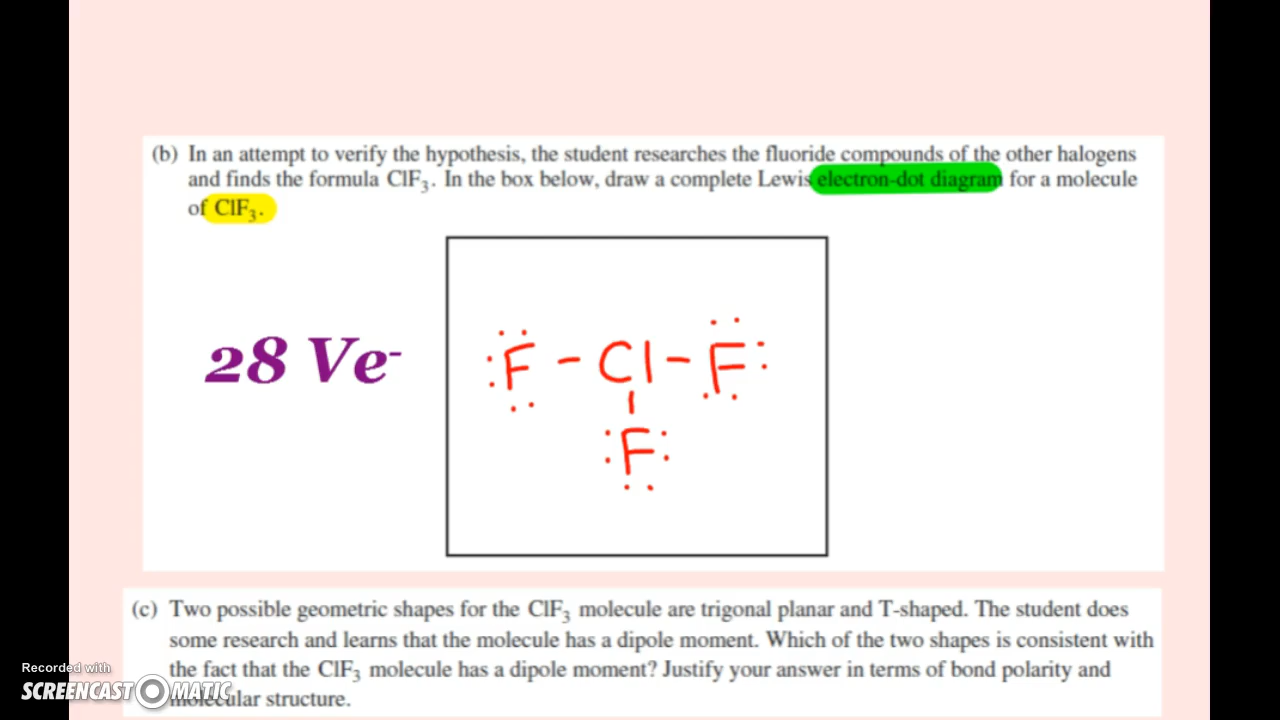 (b) In an attempt to verify the hypothesis, the student researches the fluoride compounds of the other halogens
and finds the formula ClF₃. In the box below, draw a complete Lewis electron-dot diagram for a molecule
of ClF₃.
28 Ve⁻
F – Cl – F
F
(c) Two possible geometric shapes for the ClF₃ molecule are trigonal planar and T-shaped. The student does
some research and learns that the molecule has a dipole moment. Which of the two shapes is consistent with
the fact that the ClF₃ molecule has a dipole moment? Justify your answer in terms of bond polarity and
molecular structure.
Recorded with
SCREENCAST O MATIC